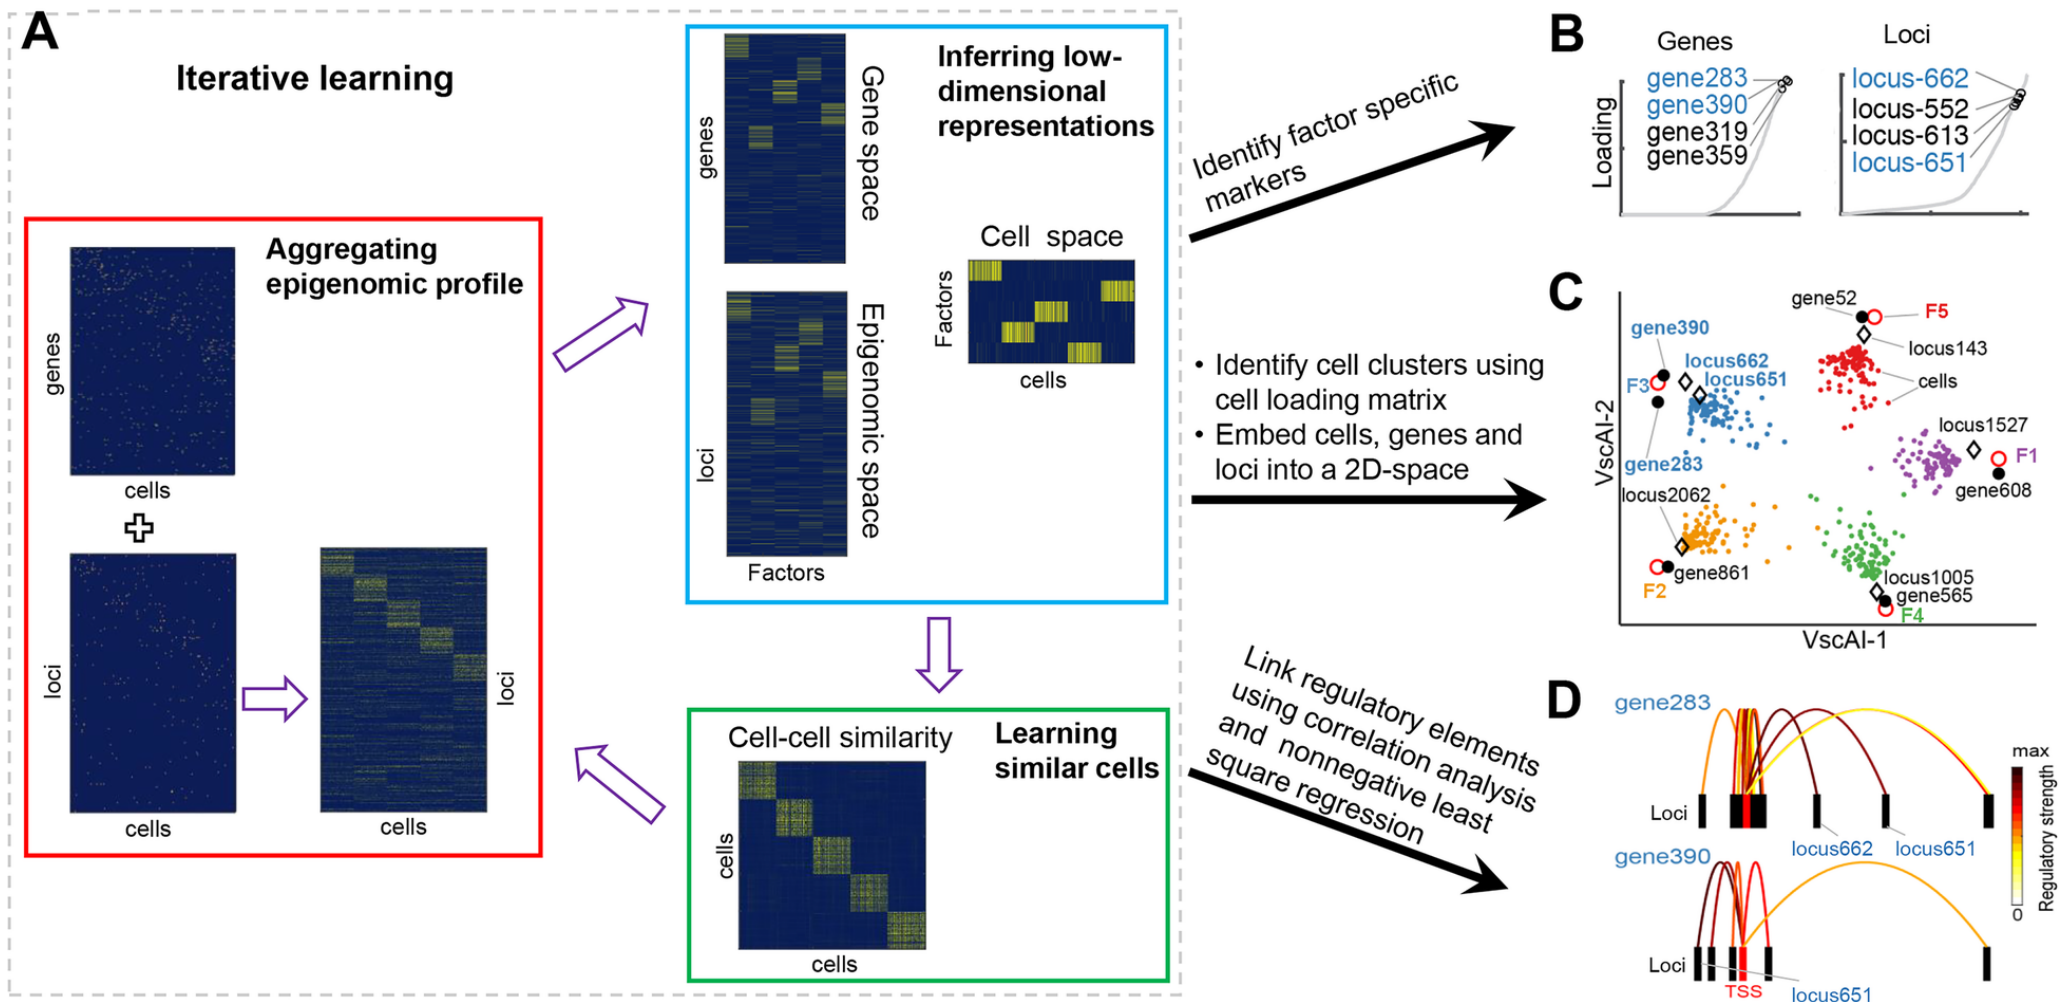 A
Iterative learning
Aggregating
epigenomic profile
genes
cells
loci
cells
loci
cells
Inferring low-
dimensional
representations
genes
Gene space
loci
Epigenomic space
Factors
Cell space
Factors
cells
Cell-cell similarity
Learning
similar cells
cells
cells
Identify factor specific
markers
• Identify cell clusters using
cell loading matrix
• Embed cells, genes and
loci into a 2D-space
Link regulatory elements
using correlation analysis
and nonnegative least
square regression
B
Genes
Loci
Loading
gene283
gene390
gene319
gene359
locus-662
locus-552
locus-613
locus-651
C
VscAI-2
gene52
F5
gene390
locus143
locus662
F3
locus651
cells
locus1527
gene283
F1
gene608
locus2062
gene861
F2
locus1005
gene565
F4
VscAI-1
D
gene283
Loci
locus662
locus651
gene390
Loci
TSS
locus651
max
Regulatory strength
0